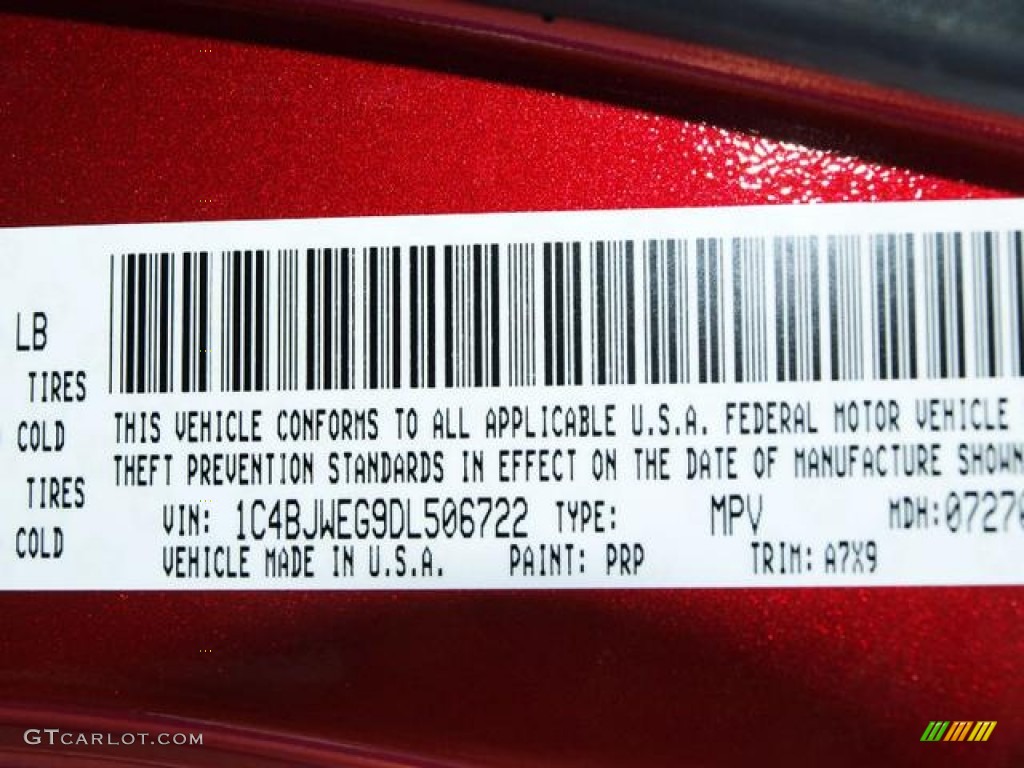 LB
TIRES
COLD
TIRES
COLD
THIS VEHICLE CONFORMS TO ALL APPLICABLE U.S.A. FEDERAL MOTOR VEHICLE
THEFT PREVENTION STANDARDS IN EFFECT ON THE DATE OF MANUFACTURE SHOWN
VIN: 1C4BJWEG9DL506722 TYPE: MPV MDH:07270
VEHICLE MADE IN U.S.A. PAINT: PRP TRIM: A7X9
GTCARLOT.COM